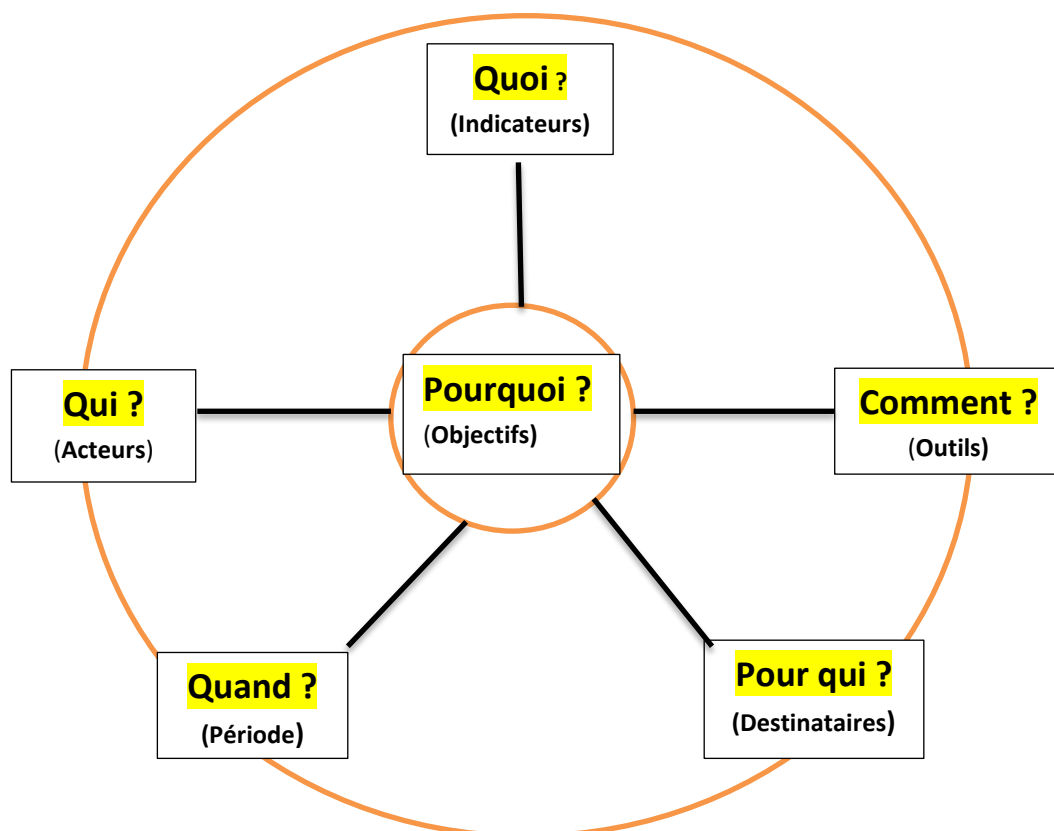 Quoi ?
(Indicateurs)
Qui ?
(Acteurs)
Pourquoi ?
(Objectifs)
Comment ?
(Outils)
Quand ?
(Période)
Pour qui ?
(Destinataires)